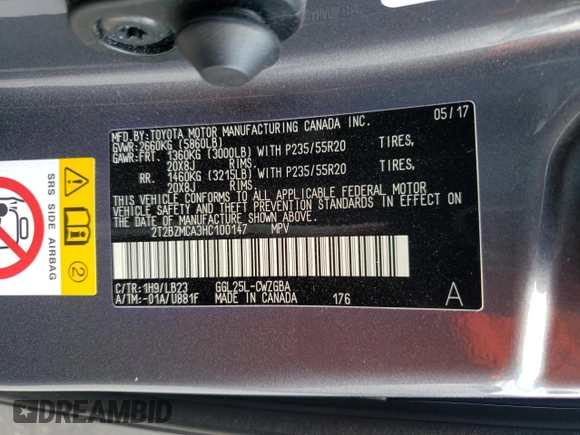 MFD.BY:TOYOTA MOTOR MANUFACTURING CANADA INC. 05/17
GVWR:2660KG (5860LB)
GAWR:FRT. 1360KG (3000LB)WITH P235/55R20 TIRES,
20X8J RIMS,
RR. 1460KG (3215LB)WITH P235/55R20 TIRES,
20X8J RIMS.
THIS VEHICLE CONFORMS TO ALL APPLICABLE FEDERAL MOTOR
VEHICLE SAFETY AND THEFT PREVENTION STANDARDS IN EFFECT ON
THE DATE OF MANUFACTURE SHOWN ABOVE.
2T2BZMCA3HC100147 MPV
C/TR:1H9/LB23 GGL25L-CWZGBA
A/TM:-01A/U881F MADE IN CANADA 176 A
SRS SIDE AIRBAG
DREAMBID